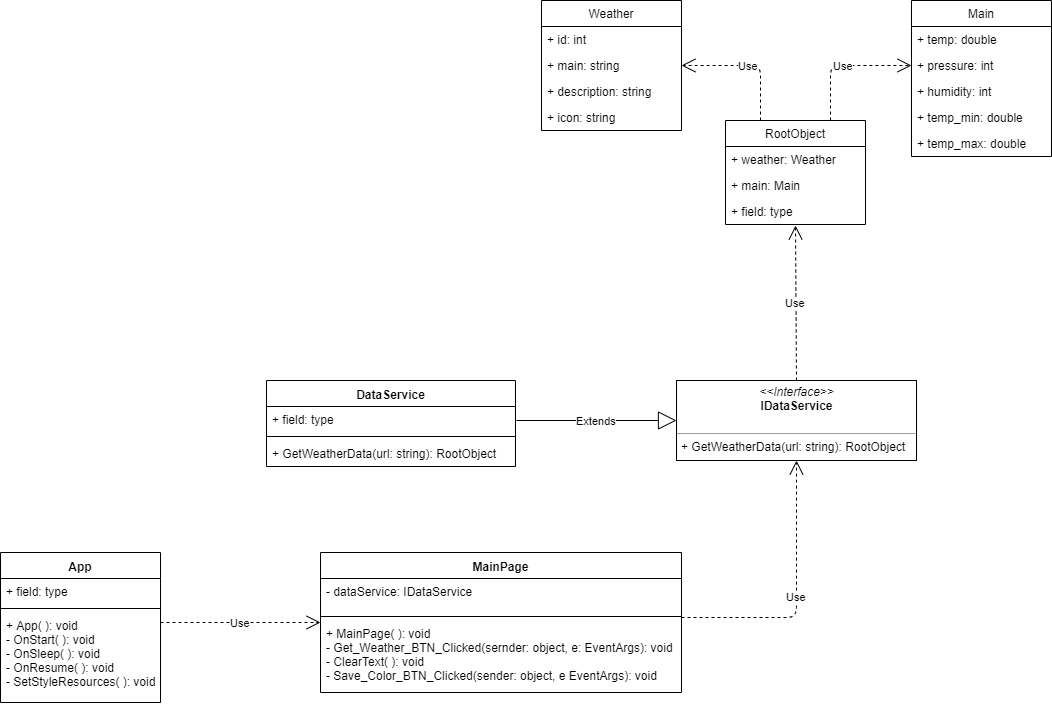 Weather
+ id: int
+ main: string
+ description: string
+ icon: string
Main
+ temp: double
+ pressure: int
+ humidity: int
+ temp_min: double
+ temp_max: double
Use
Use
RootObject
+ weather: Weather
+ main: Main
+ field: type
Use
DataService
+ field: type
+ GetWeatherData(url: string): RootObject
Extends
<<Interface>>
IDataService
+ GetWeatherData(url: string): RootObject
App
+ field: type
+ App( ): void
- OnStart( ): void
- OnSleep( ): void
- OnResume( ): void
- SetStyleResources( ): void
Use
MainPage
- dataService: IDataService
+ MainPage( ): void
- Get_Weather_BTN_Clicked(sernder: object, e: EventArgs): void
- ClearText( ): void
- Save_Color_BTN_Clicked(sender: object, e EventArgs): void
Use